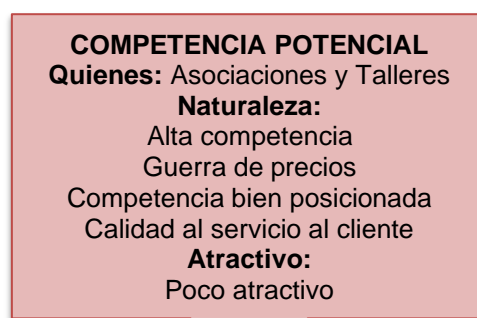 COMPETENCIA POTENCIAL
Quienes: Asociaciones y Talleres
Naturaleza:
Alta competencia
Guerra de precios
Competencia bien posicionada
Calidad al servicio al cliente
Atractivo:
Poco atractivo